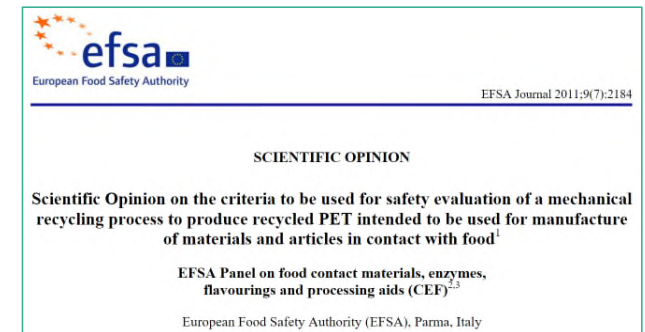 efsa
European Food Safety Authority
EFSA Journal 2011;9(7):2184
SCIENTIFIC OPINION
Scientific Opinion on the criteria to be used for safety evaluation of a mechanical
recycling process to produce recycled PET intended to be used for manufacture
of materials and articles in contact with food1
EFSA Panel on food contact materials, enzymes,
flavourings and processing aids (CEF)2,3
European Food Safety Authority (EFSA), Parma, Italy